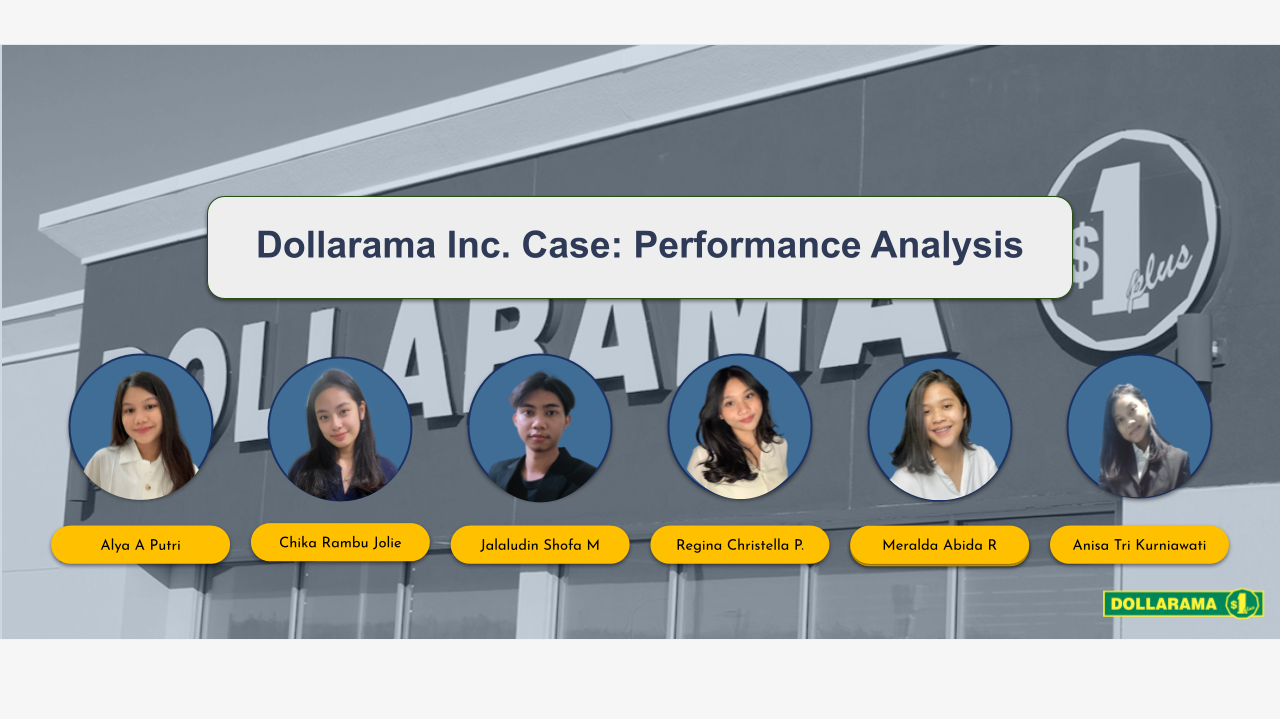 Dollarama Inc. Case: Performance Analysis
DOLLARAMA
$1
plus
Alya A Putri
Chika Rambu Jolie
Jalaludin Shofa M
Regina Christella P.
Meralda Abida R
Anisa Tri Kurniawati
DOLLARAMA $1